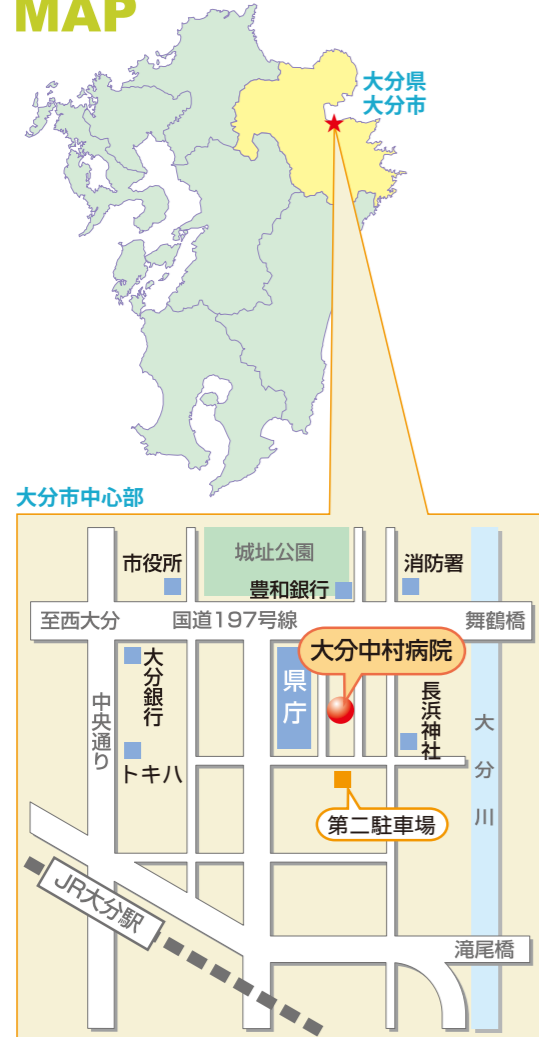 MAP
大分県
大分市
大分市中心部
城址公園
市役所
消防署
豊和銀行
至西大分
国道197号線
舞鶴橋
大分中村病院
大分銀行
県庁
長浜神社
中央通り
大分川
トキハ
第二駐車場
JR大分駅
滝尾橋